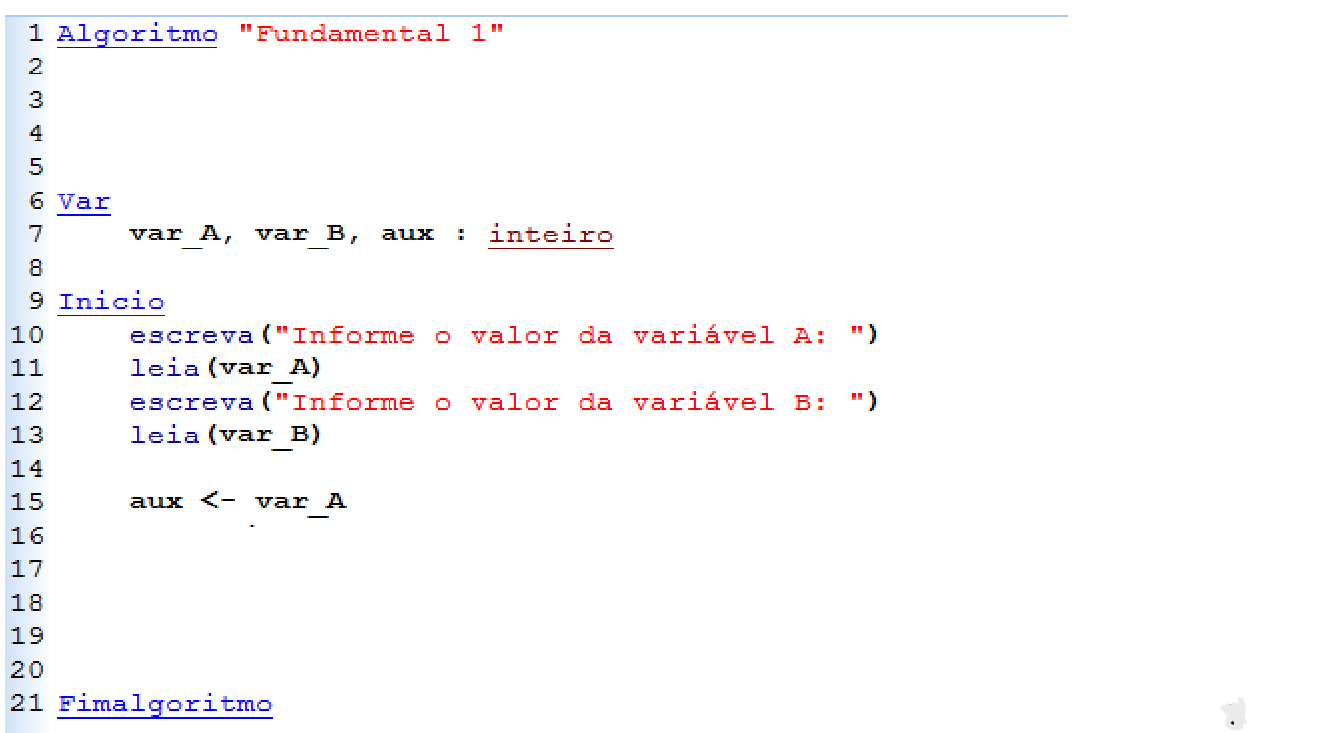 1 Algoritmo "Fundamental 1"
2
3
4
5
6 Var
7 var_A, var_B, aux : inteiro
8
9 Inicio
10 escreva("Informe o valor da variável A: ")
11 leia(var_A)
12 escreva("Informe o valor da variável B: ")
13 leia(var_B)
14
15 aux <- var_A
16
17
18
19
20
21 Fimalgoritmo